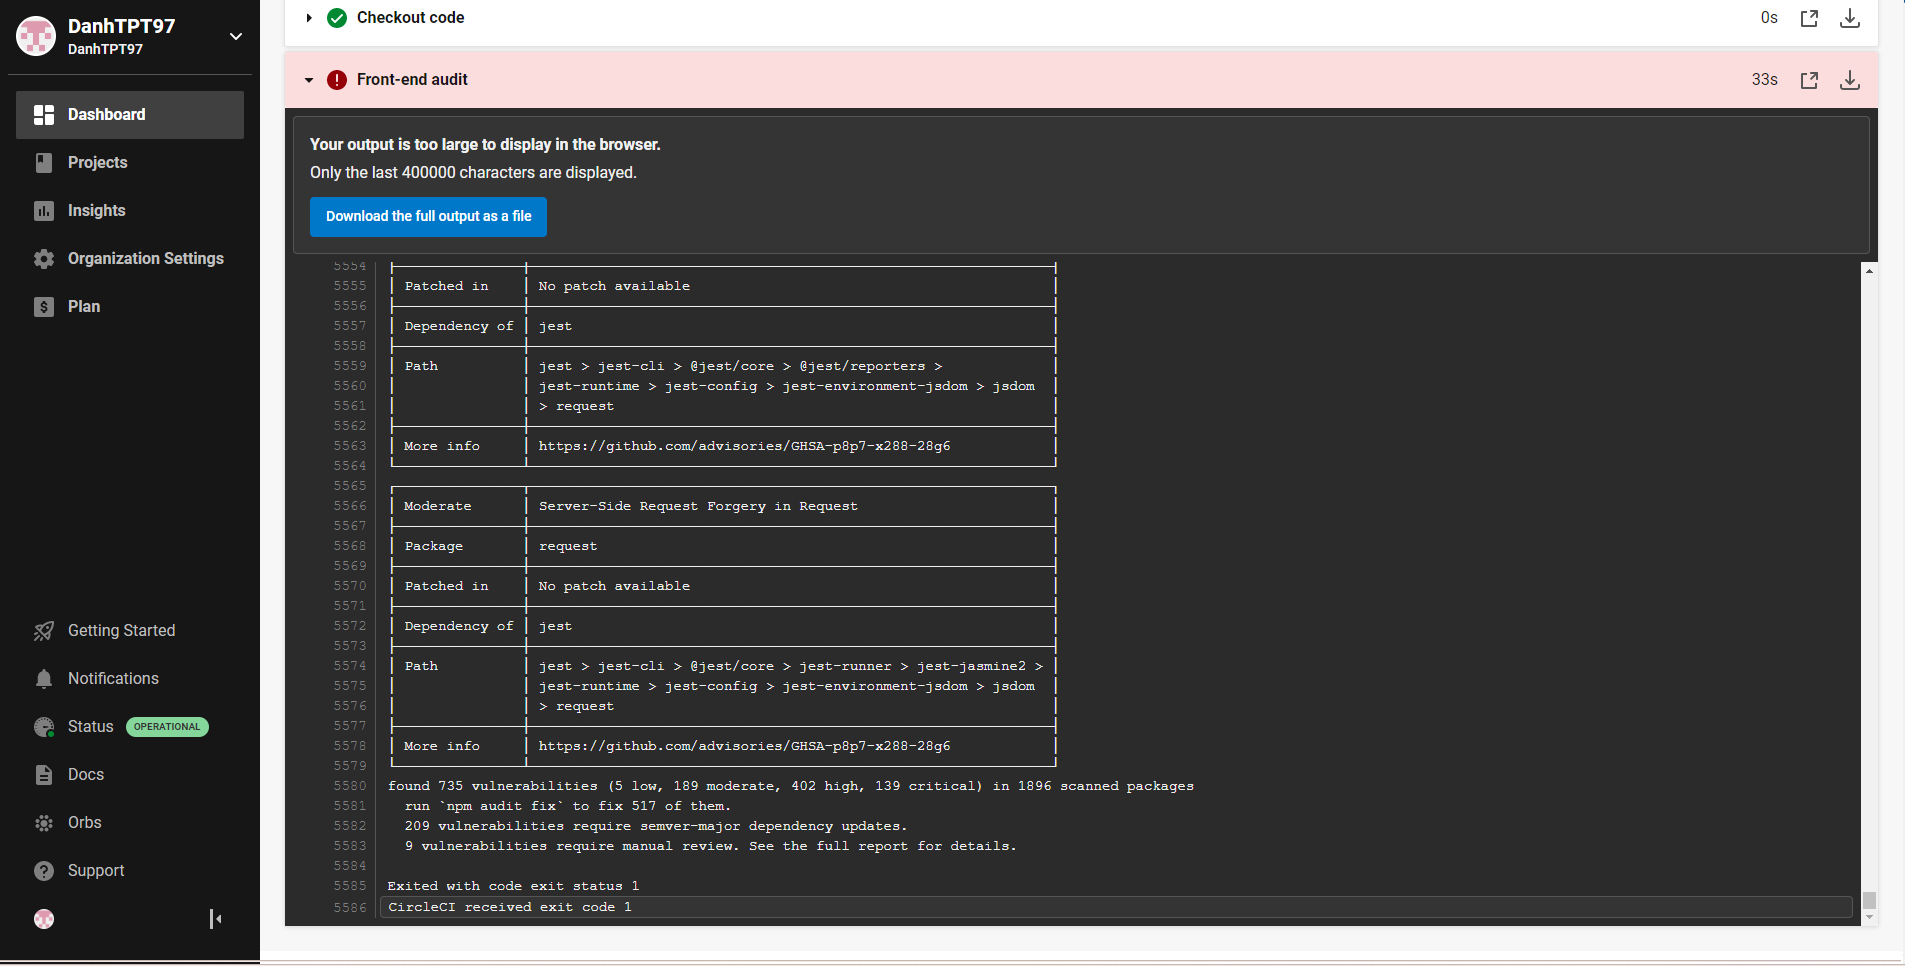 DanhTPT97
DanhTPT97
Dashboard
Projects
Insights
Organization Settings
Plan
Getting Started
Notifications
Status OPERATIONAL
Docs
Orbs
Support
Checkout code 0s
Front-end audit 33s
Your output is too large to display in the browser.
Only the last 400000 characters are displayed.
Download the full output as a file
5554
5555 Patched in No patch available
5556
5557 Dependency of jest
5558
5559 Path jest > jest-cli > @jest/core > @jest/reporters >
5560 jest-runtime > jest-config > jest-environment-jsdom > jsdom
5561 > request
5562
5563 More info https://github.com/advisories/GHSA-p8p7-x288-28g6
5564
5565
5566 Moderate Server-Side Request Forgery in Request
5567
5568 Package request
5569
5570 Patched in No patch available
5571
5572 Dependency of jest
5573
5574 Path jest > jest-cli > @jest/core > jest-runner > jest-jasmine2 >
5575 jest-runtime > jest-config > jest-environment-jsdom > jsdom
5576 > request
5577
5578 More info https://github.com/advisories/GHSA-p8p7-x288-28g6
5579
5580 found 735 vulnerabilities (5 low, 189 moderate, 402 high, 139 critical) in 1896 scanned packages
5581 run `npm audit fix` to fix 517 of them.
5582 209 vulnerabilities require semver-major dependency updates.
5583 9 vulnerabilities require manual review. See the full report for details.
5584
5585 Exited with code exit status 1
5586 CircleCI received exit code 1